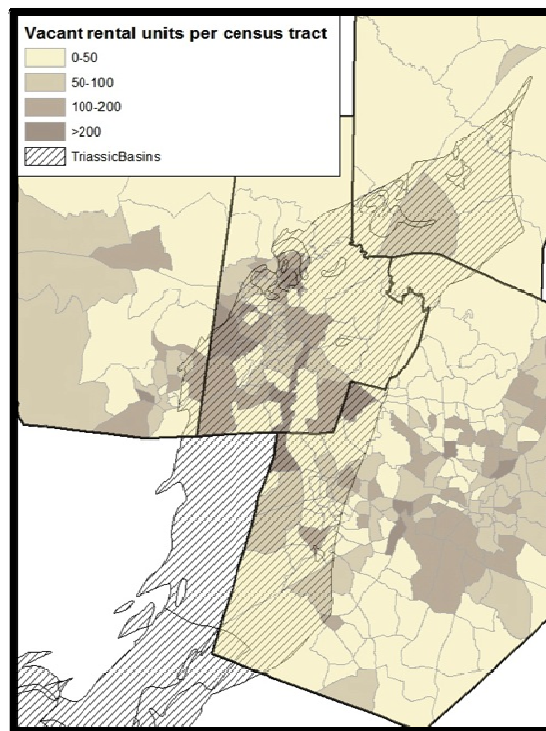 Vacant rental units per census tract
0-50
50-100
100-200
>200
TriassicBasins